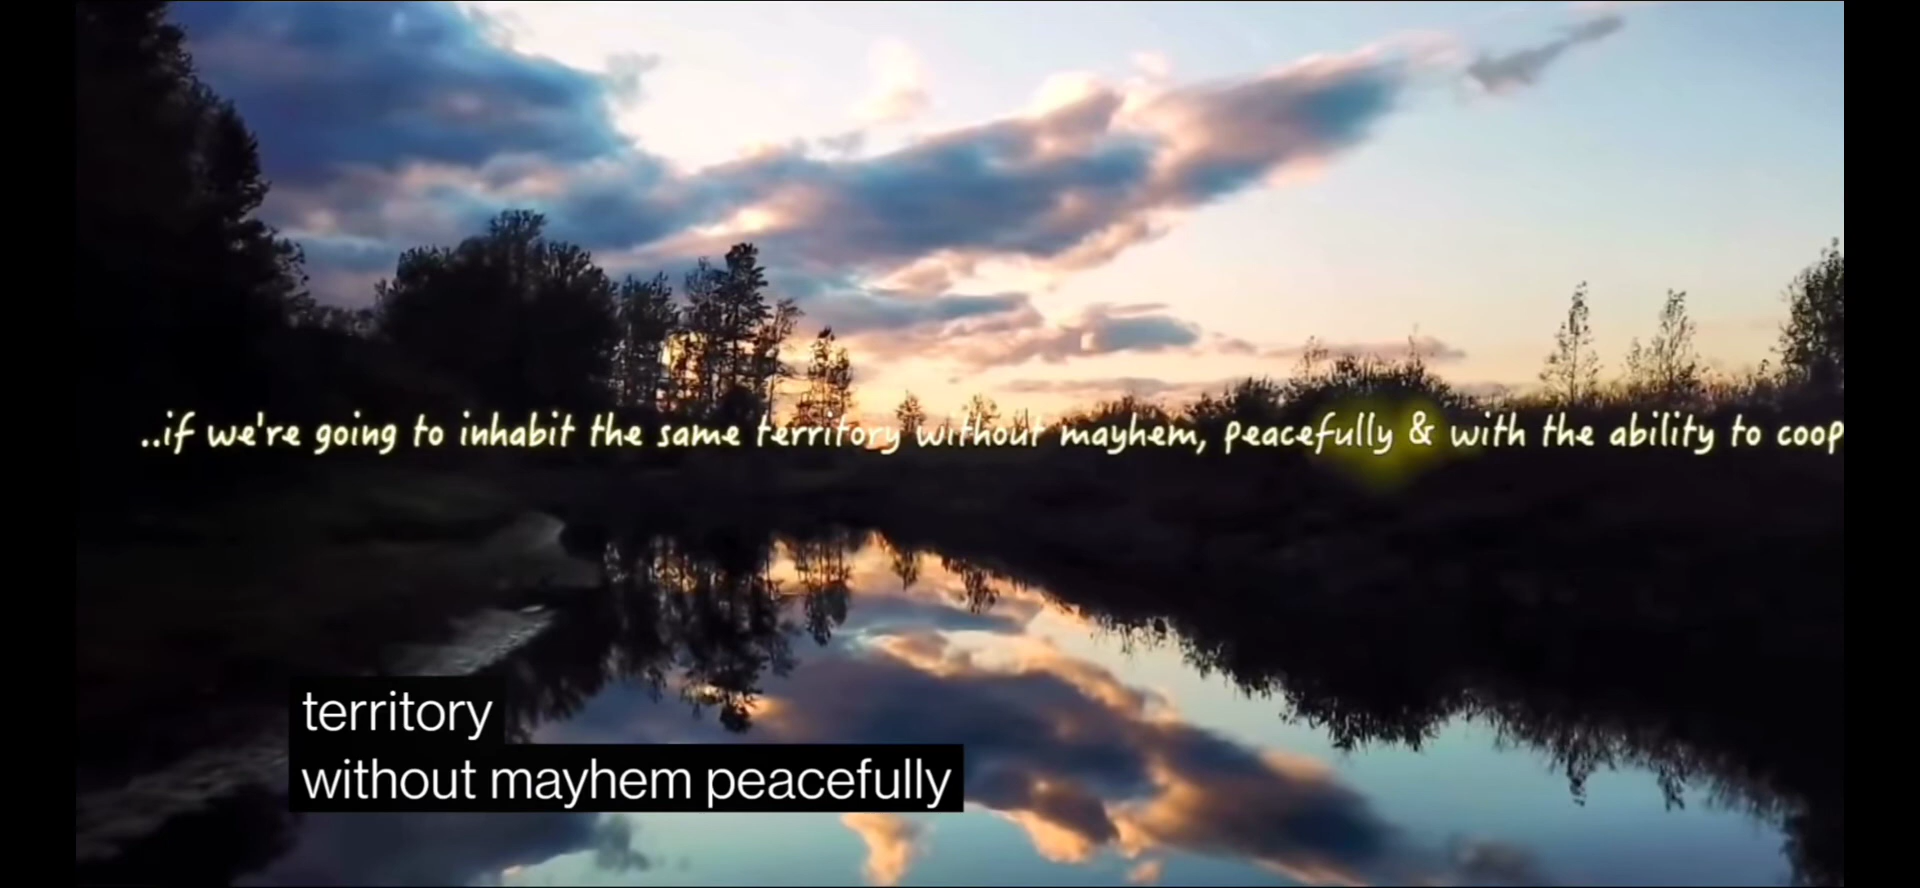 ..if we're going to inhabit the same territory without mayhem, peacefully & with the ability to coop
territory
without mayhem peacefully